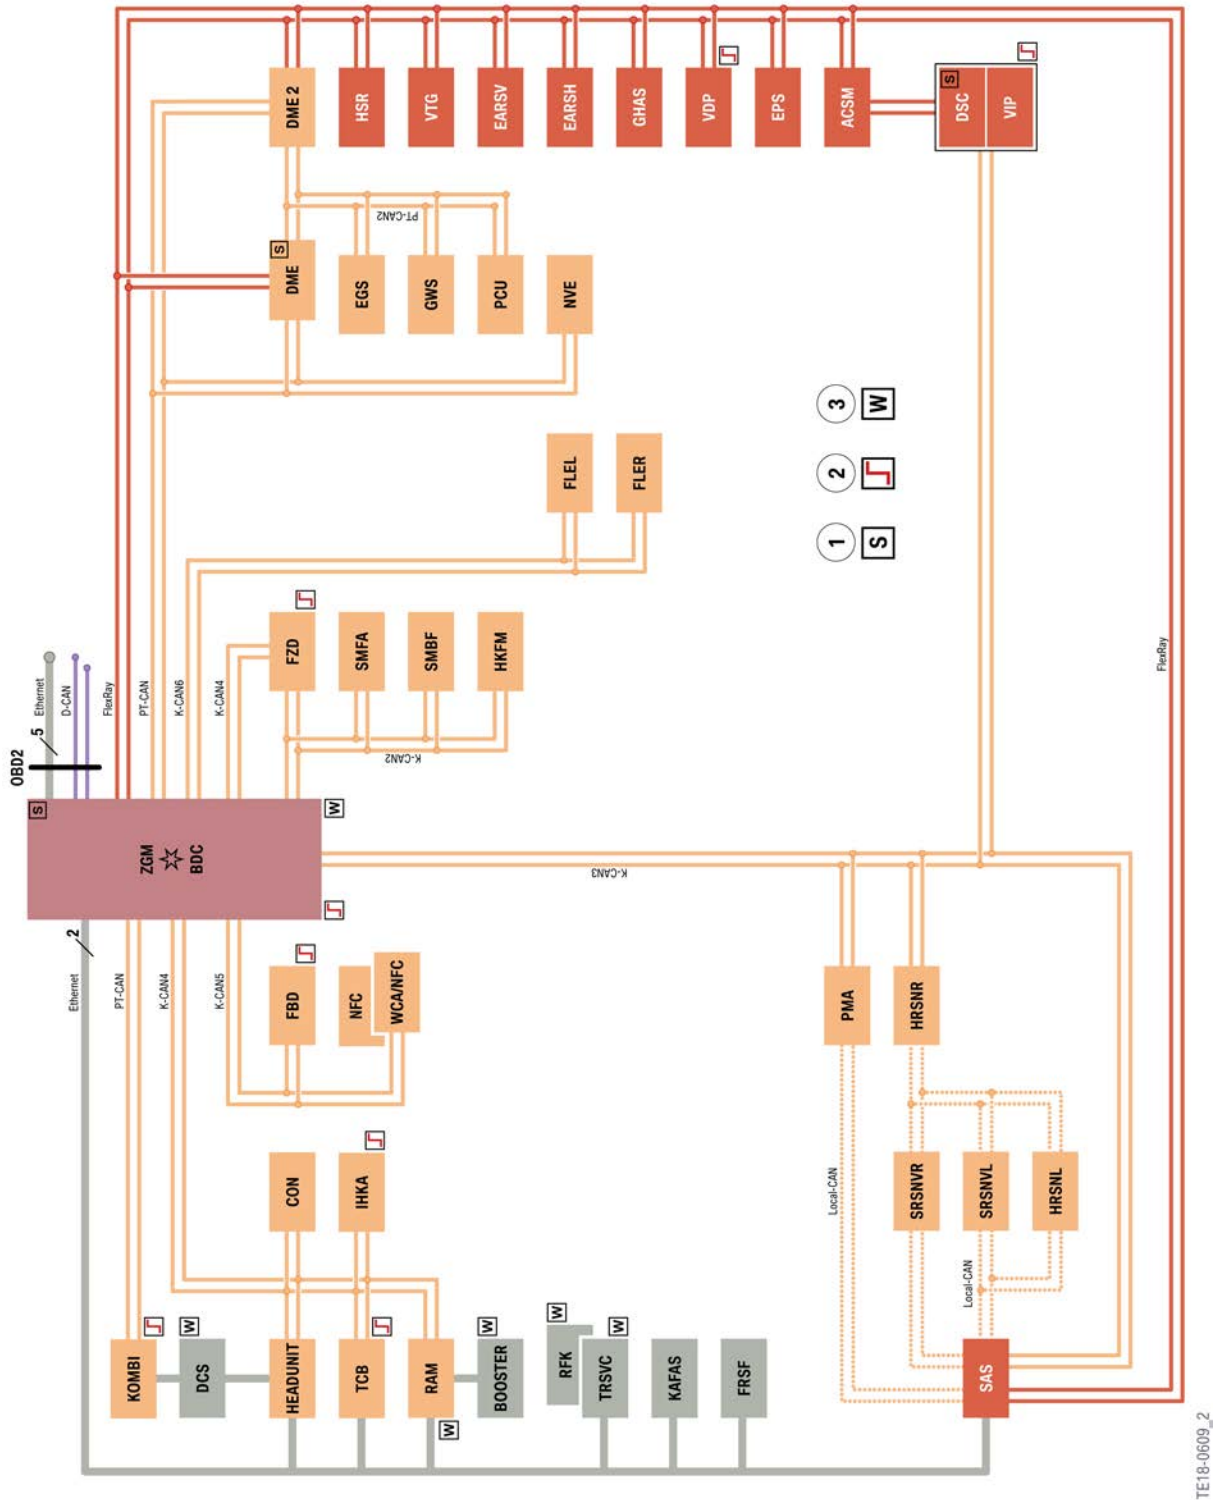 OBD2
5
Ethernet
D-CAN
FlexRay
PT-CAN
K-CAN6
K-CAN4
S
ZGM
BDC
W
2
Ethernet
PT-CAN
K-CAN4
K-CAN5
K-CAN2
K-CAN3
DME 2
HSR
VTG
EARSV
EARSH
GHAS
VDP
EPS
ACSM
S
DSC
VIP
PT-CAN2
S
DME
EGS
GWS
PCU
NVE
FLEL
FLER
FZD
SMFA
SMBF
HKFM
1
2
3
S
W
FlexRay
FBD
NFC
WCA/NFC
PMA
HRSNR
CON
IHKA
Local-CAN
SRSNVR
SRSNVL
HRSNL
Local-CAN
KOMBI
DCS
W
HEADUNIT
TCB
RAM
W
BOOSTER
W
RFK
W
TRSVC
W
KAFAS
FRSF
SAS
TE18-0609_2